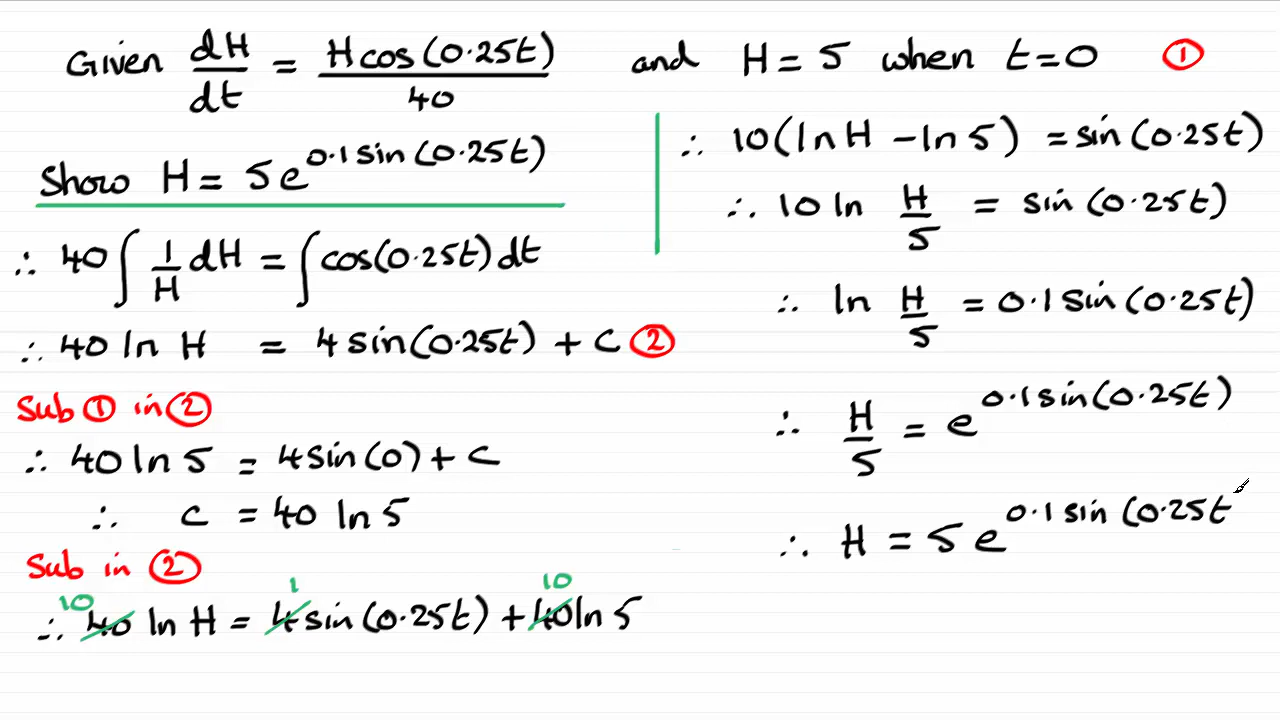 Given dH/dt = Hcos(0.25t)/40 and H = 5 when t=0 ①
Show H = 5e^(0.1sin(0.25t))
∴ 40∫ 1/H dH = ∫cos(0.25t)dt
∴ 40 ln H = 4sin(0.25t) + c ②
Sub ① in ②
∴ 40 ln 5 = 4sin(0) + c
∴ c = 40 ln 5
Sub in ②
10 1 10
∴ 40 ln H = 4sin(0.25t) + 40ln 5
∴ 10(lnH - ln 5) = sin(0.25t)
∴ 10 ln H/5 = sin(0.25t)
∴ ln H/5 = 0.1sin(0.25t)
∴ H/5 = e^(0.1sin(0.25t))
∴ H = 5e^(0.1sin(0.25t